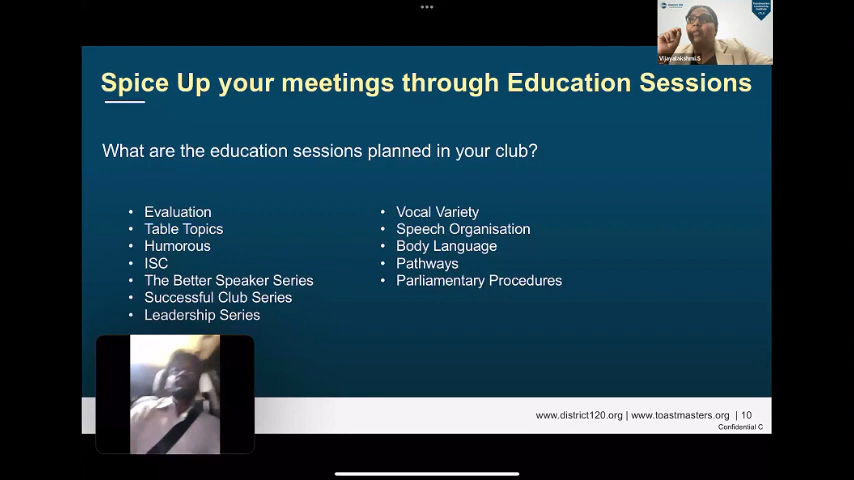 Spice Up your meetings through Education Sessions
What are the education sessions planned in your club?
• Evaluation
• Table Topics
• Humorous
• ISC
• The Better Speaker Series
• Successful Club Series
• Leadership Series
• Vocal Variety
• Speech Organisation
• Body Language
• Pathways
• Parliamentary Procedures
www.district120.org | www.toastmasters.org | 10
Confidential C
Vijayalakshmi.S